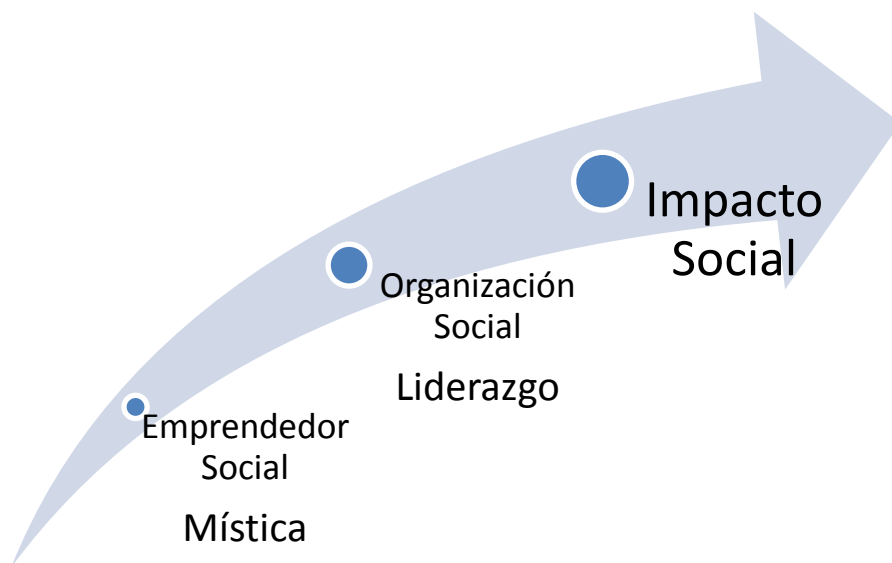 Emprendedor
Social
Mística
Organización
Social
Liderazgo
Impacto
Social